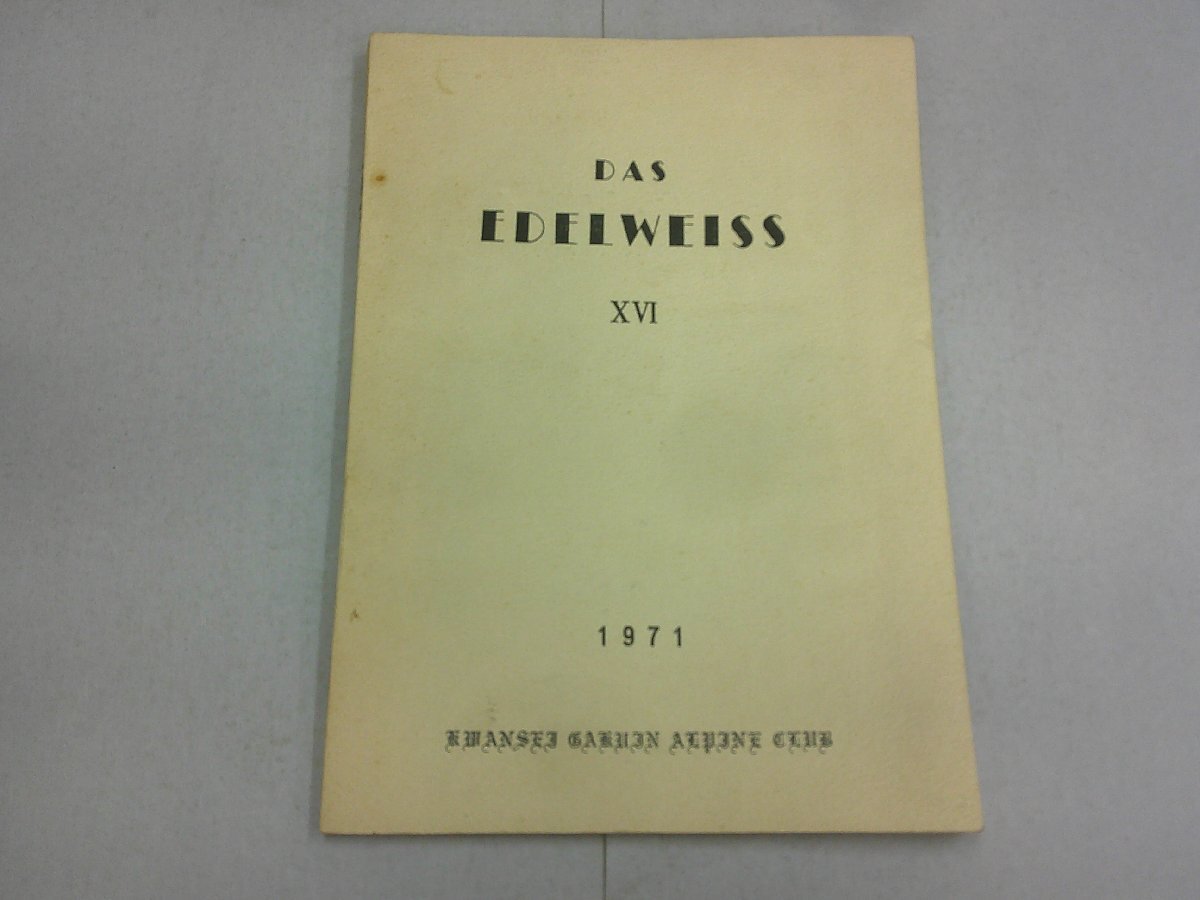 DAS
EDELWEISS
XVI
1971
KWANSEI GAKUIN ALPINE CLUB